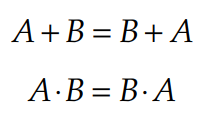 A + B = B + A
A · B = B · A